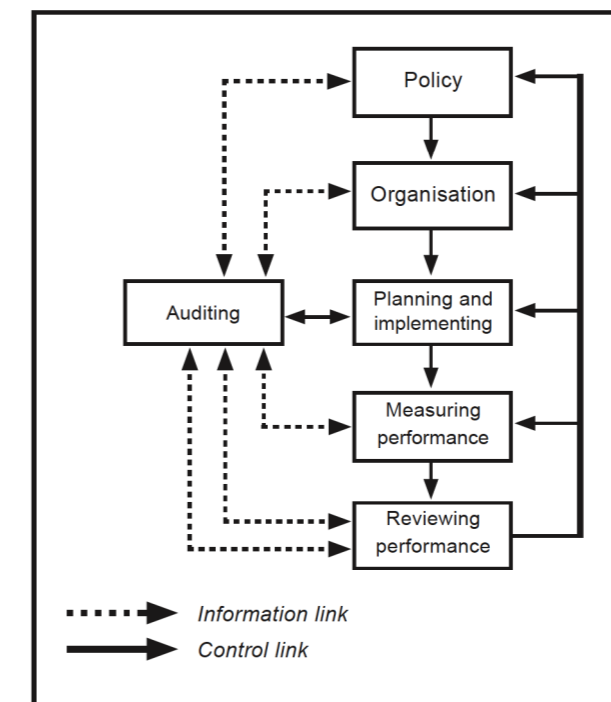 Policy
Organisation
Auditing
Planning and
implementing
Measuring
performance
Reviewing
performance
Information link
Control link